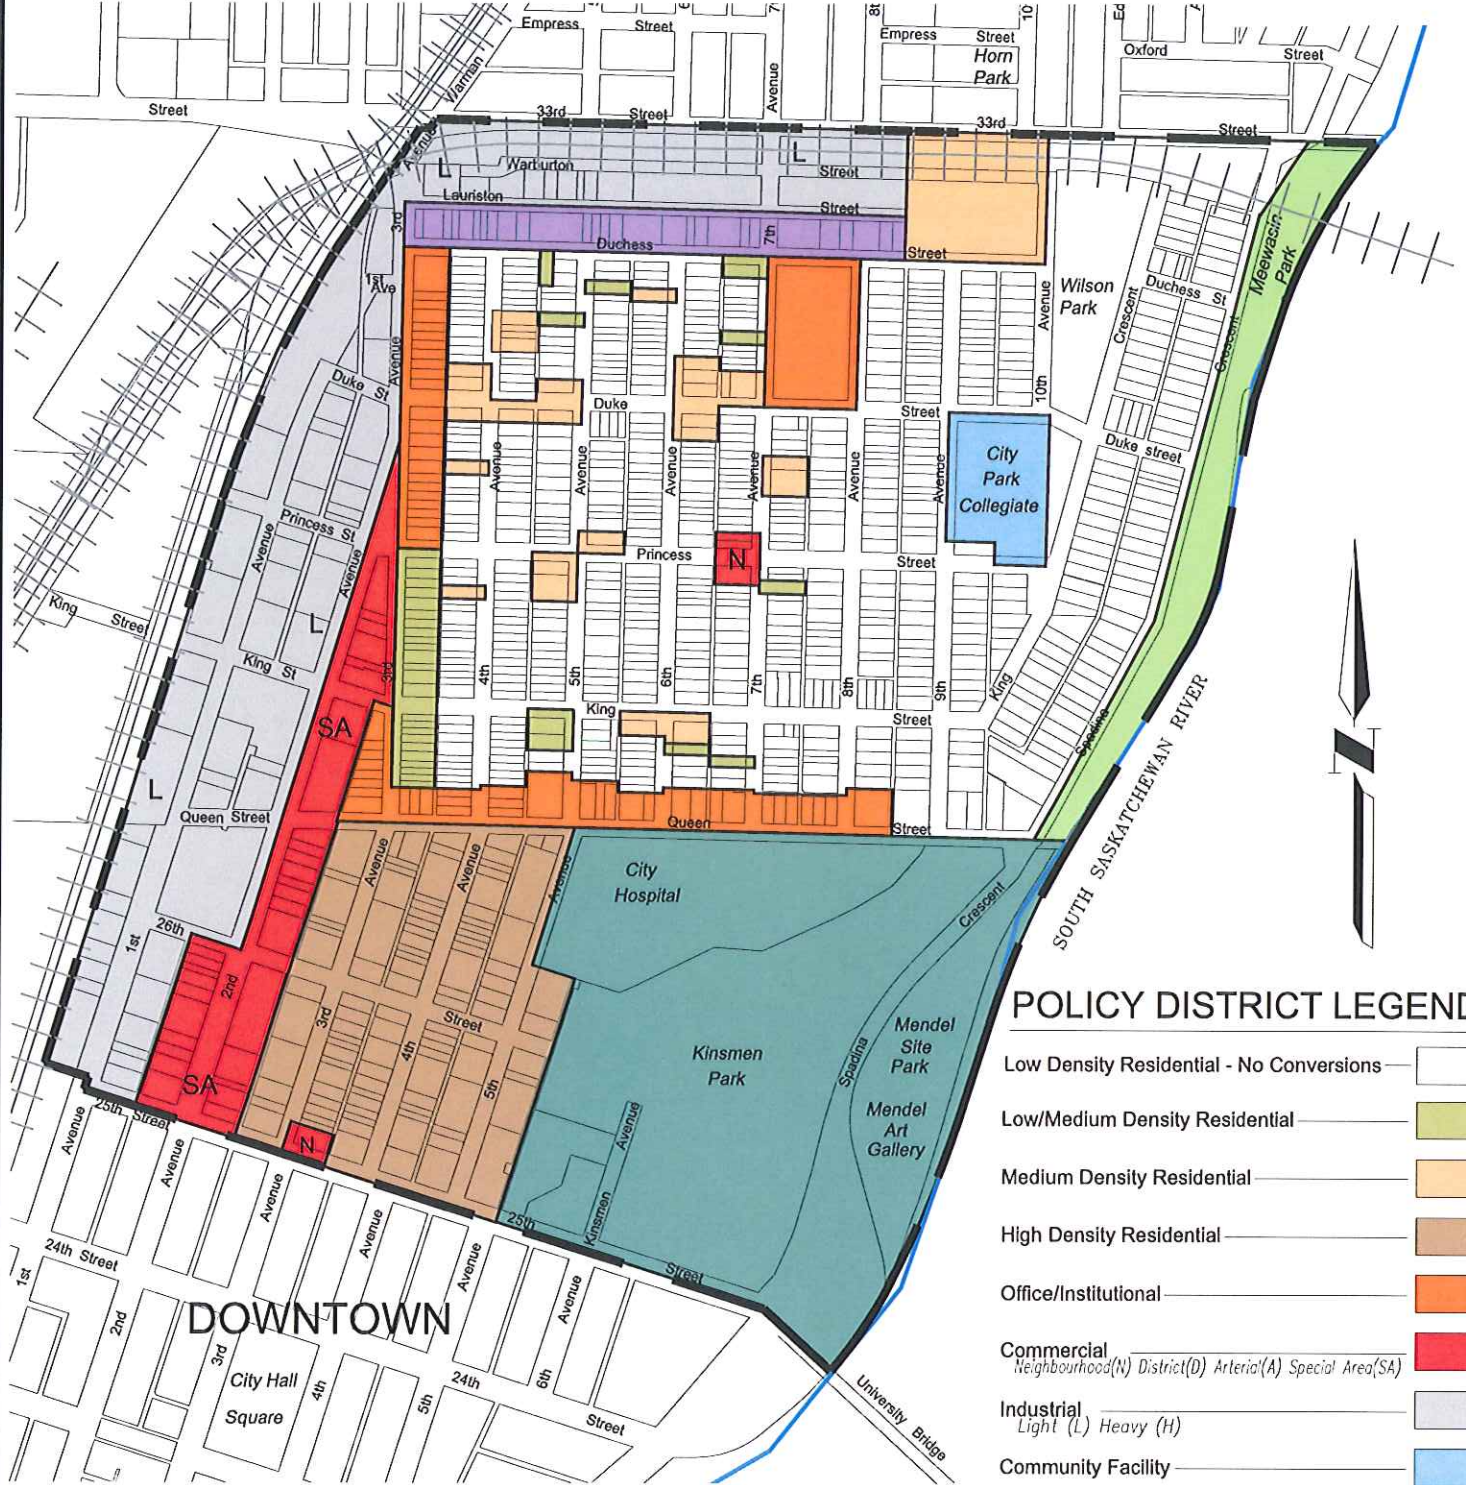 Empress Street
7th
8t
10
Empress Street
Horn
Park
Oxford
Street
Warman
Avenue
Street
33rd Street
33rd
Street
Avenue
L
Warburton
L
Street
Lauriston
Street
3rd
Duchess
7th
Street
Meewasin
Park
1st
Ave
Wilson
Park
Duchess St
Avenue
Crescent
Crescent
Avenue
Duke St
Duke
10th
Street
Duke street
City
Park
Collegiate
Avenue
Avenue
Avenue
Avenue
Avenue
Avenue
Princess St
Avenue
Avenue
Princess
N
Street
King
Street
L
King St
3rd
4th
5th
6th
7th
8th
9th
King
SA
King
Street
Spadina
SOUTH SASKATCHEWAN RIVER
N
L
Queen Street
Queen
Street
Avenue
Avenue
Avenue
City
Hospital
Crescent
26th
1st
2nd
3rd
Street
4th
5th
Kinsmen
Park
Spadina
Mendel
Site
Park
Mendel
Art
Gallery
SA
25th Street
N
Avenue
Kinsmen
25th
Street
Avenue
Avenue
Avenue
Avenue
Avenue
Avenue
24th Street
1st
2nd
3rd
4th
5th
6th
DOWNTOWN
City Hall
Square
24th
Street
University Bridge
POLICY DISTRICT LEGEND
Low Density Residential - No Conversions
Low/Medium Density Residential
Medium Density Residential
High Density Residential
Office/Institutional
Commercial
Neighbourhood(N) District(D) Arterial(A) Special Area(SA)
Industrial
Light (L) Heavy (H)
Community Facility